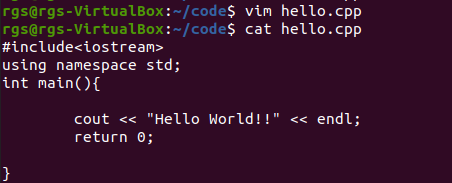 rgs@rgs-VirtualBox:~/code$ vim hello.cpp
rgs@rgs-VirtualBox:~/code$ cat hello.cpp
#include<iostream>
using namespace std;
int main(){
cout << "Hello World!!" << endl;
return 0;
}